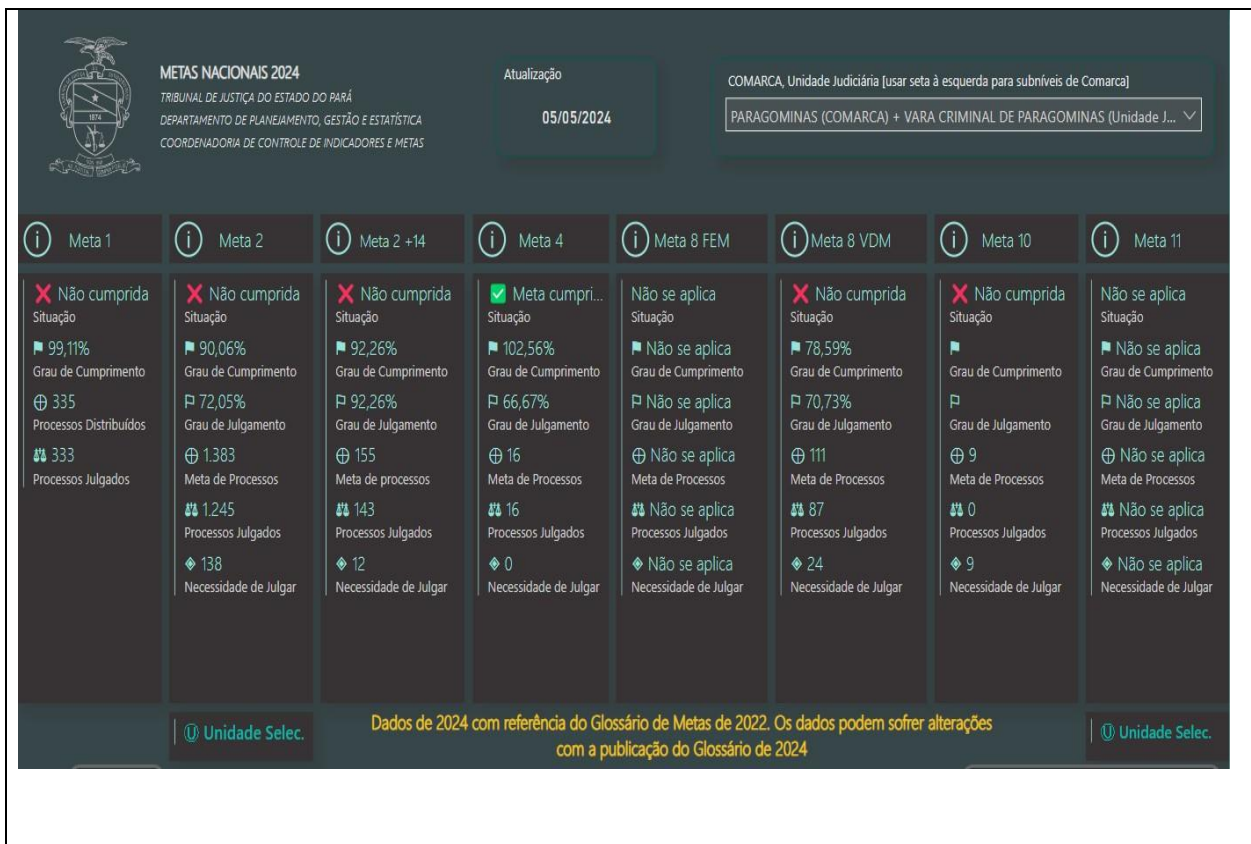 METAS NACIONAIS 2024
TRIBUNAL DE JUSTIÇA DO ESTADO DO PARÁ
DEPARTAMENTO DE PLANEJAMENTO, GESTÃO E ESTATÍSTICA
COORDENADORIA DE CONTROLE DE INDICADORES E METAS
1874
Atualização
05/05/2024
COMARCA, Unidade Judiciária [usar seta à esquerda para subníveis de Comarca]
PARAGOMINAS (COMARCA) + VARA CRIMINAL DE PARAGOMINAS (Unidade J...
Meta 1
Não cumprida
Situação
99,11%
Grau de Cumprimento
335
Processos Distribuídos
333
Processos Julgados
Meta 2
Não cumprida
Situação
90,06%
Grau de Cumprimento
72,05%
Grau de Julgamento
1.383
Meta de Processos
1.245
Processos Julgados
138
Necessidade de Julgar
Meta 2 +14
Não cumprida
Situação
92,26%
Grau de Cumprimento
92,26%
Grau de Julgamento
155
Meta de processos
143
Processos Julgados
12
Necessidade de Julgar
Meta 4
Meta cumpri...
Situação
102,56%
Grau de Cumprimento
66,67%
Grau de Julgamento
16
Meta de Processos
16
Processos Julgados
0
Necessidade de Julgar
Meta 8 FEM
Não se aplica
Situação
Não se aplica
Grau de Cumprimento
Não se aplica
Grau de Julgamento
Não se aplica
Meta de Processos
Não se aplica
Processos Julgados
Não se aplica
Necessidade de Julgar
Meta 8 VDM
Não cumprida
Situação
78,59%
Grau de Cumprimento
70,73%
Grau de Julgamento
111
Meta de Processos
87
Processos Julgados
24
Necessidade de Julgar
Meta 10
Não cumprida
Situação
Grau de Cumprimento
Grau de Julgamento
9
Meta de Processos
0
Processos Julgados
9
Necessidade de Julgar
Meta 11
Não se aplica
Situação
Não se aplica
Grau de Cumprimento
Não se aplica
Grau de Julgamento
Não se aplica
Meta de Processos
Não se aplica
Processos Julgados
Não se aplica
Necessidade de Julgar
Unidade Selec.
Dados de 2024 com referência do Glossário de Metas de 2022. Os dados podem sofrer alterações
com a publicação do Glossário de 2024
Unidade Selec.